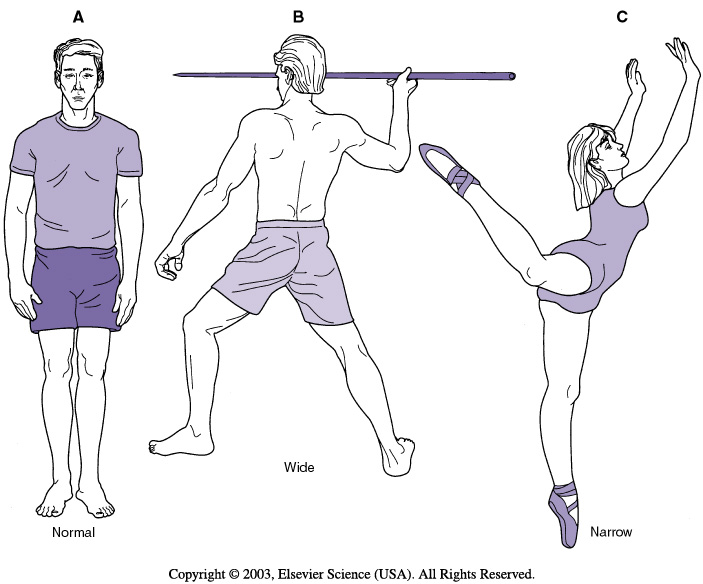 A
B
C
Normal
Wide
Narrow
Copyright © 2003, Elsevier Science (USA). All Rights Reserved.